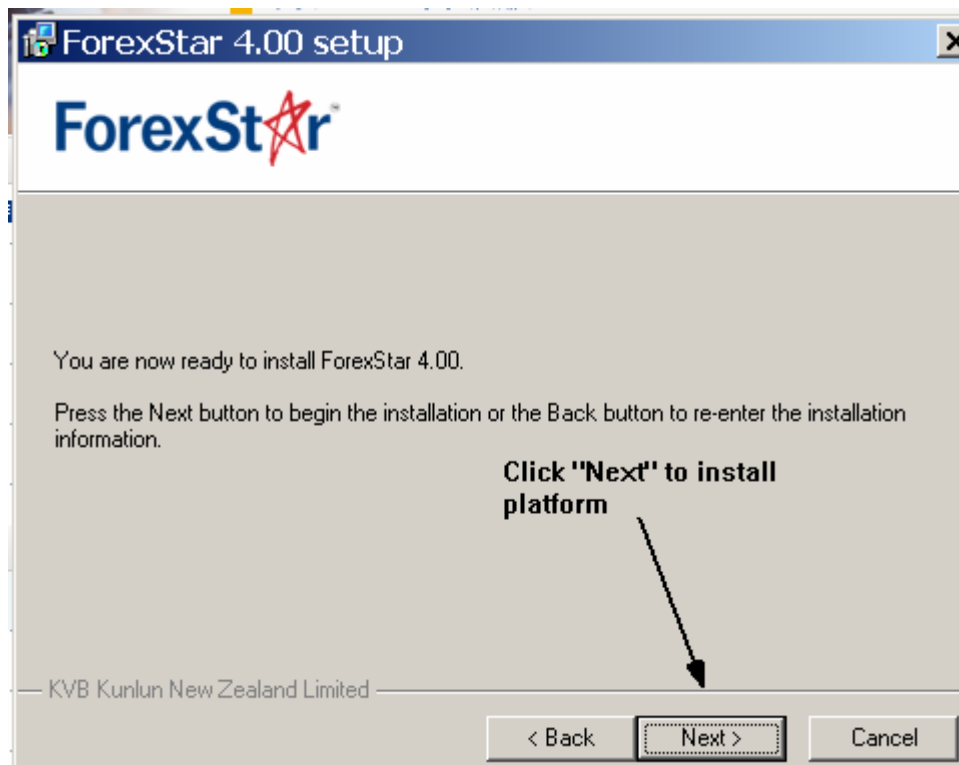 ForexStar 4.00 setup
ForexStar™
You are now ready to install ForexStar 4.00.
Press the Next button to begin the installation or the Back button to re-enter the installation
information.
Click "Next" to install
platform
KVB Kunlun New Zealand Limited
< Back
Next >
Cancel